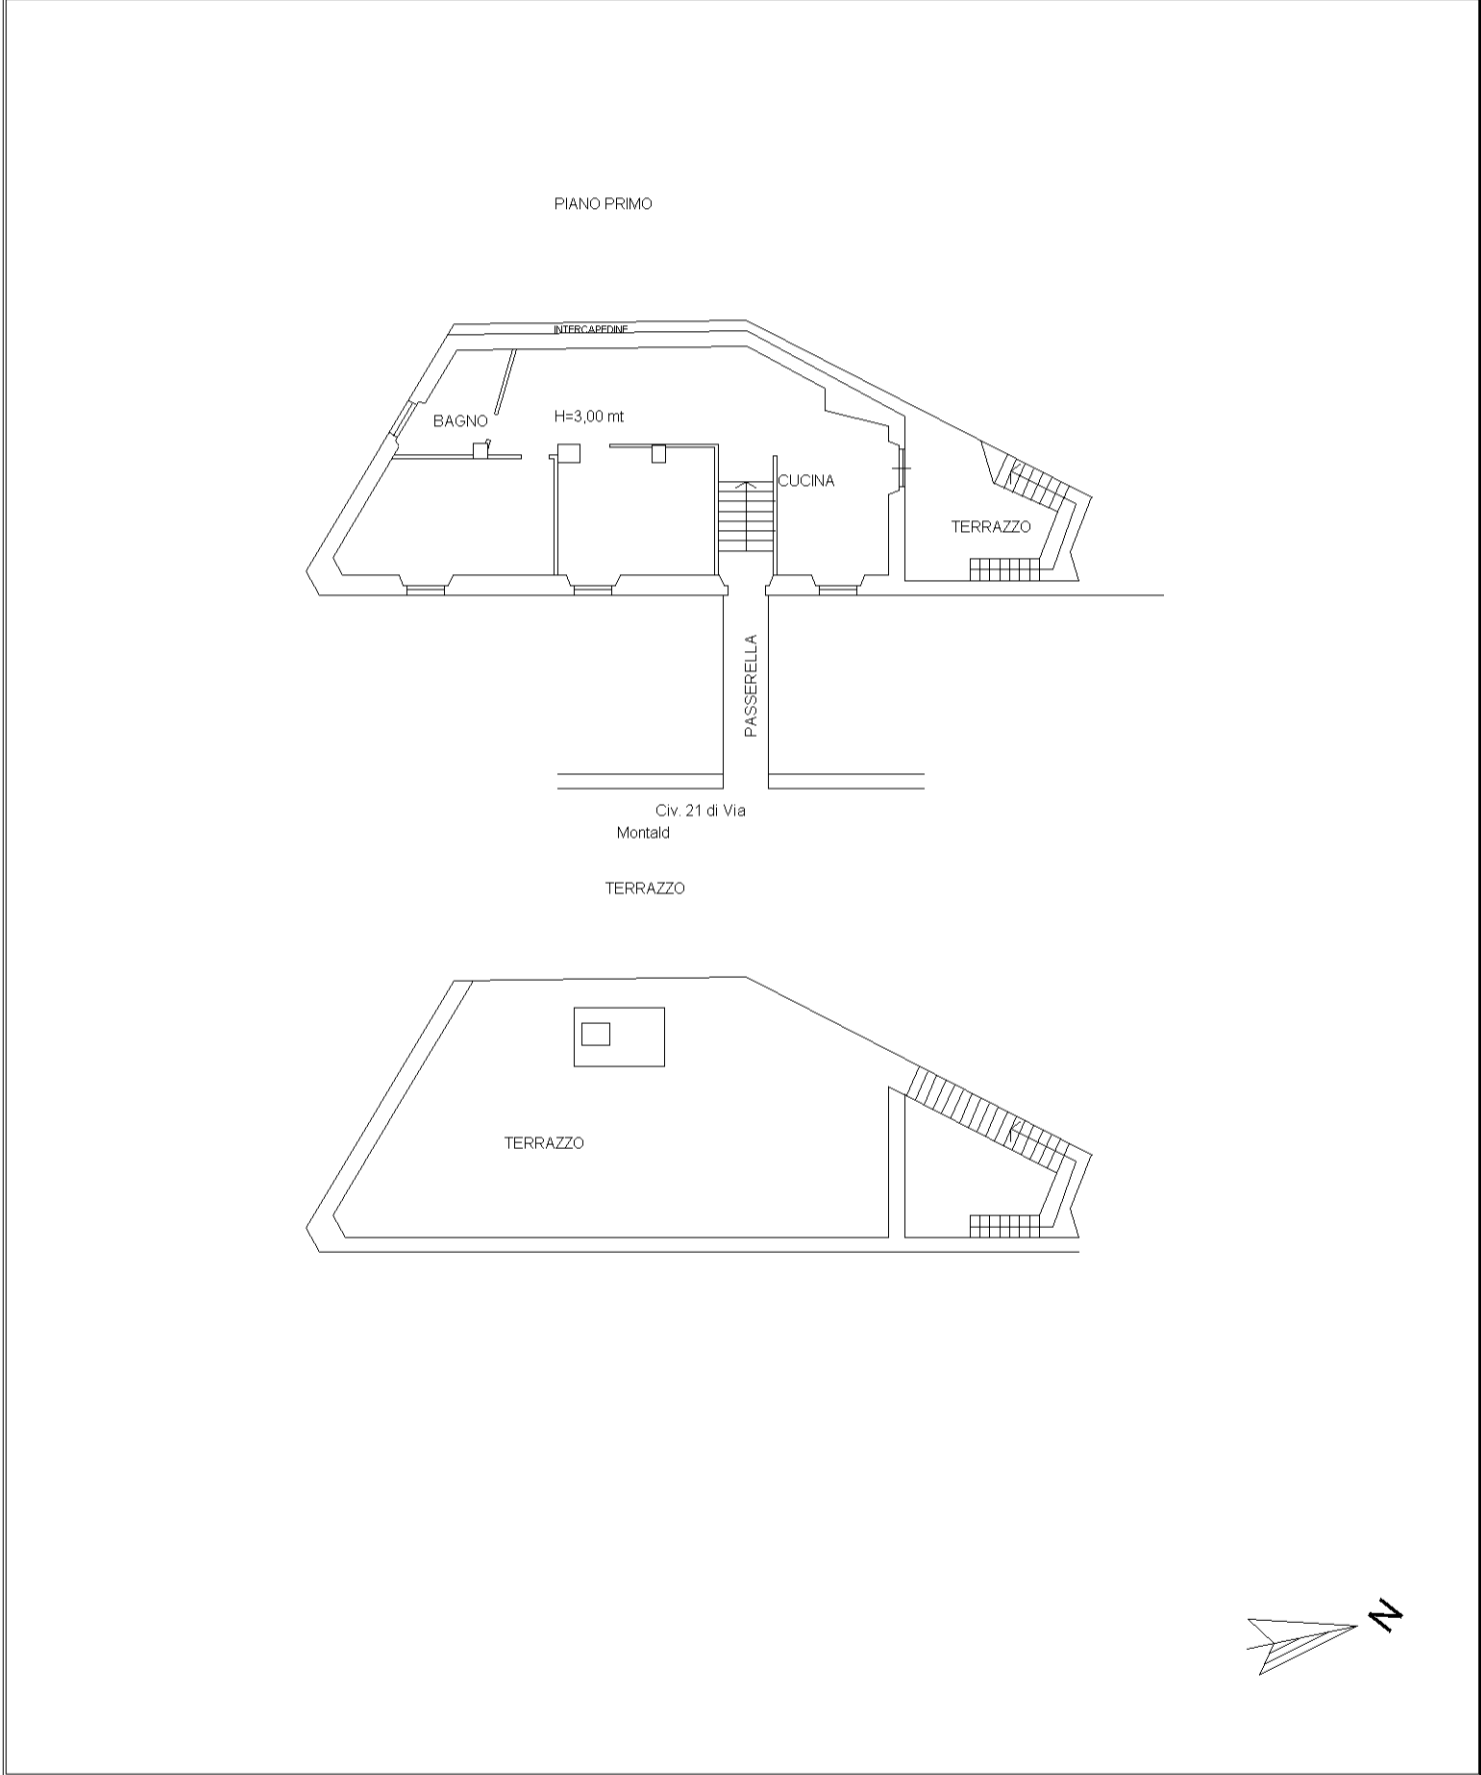 PIANO PRIMO
INTERCAPEDINE
BAGNO
H=3,00 mt
CUCINA
TERRAZZO
PASSERELLA
Civ. 21 di Via
Montald
TERRAZZO
TERRAZZO
N